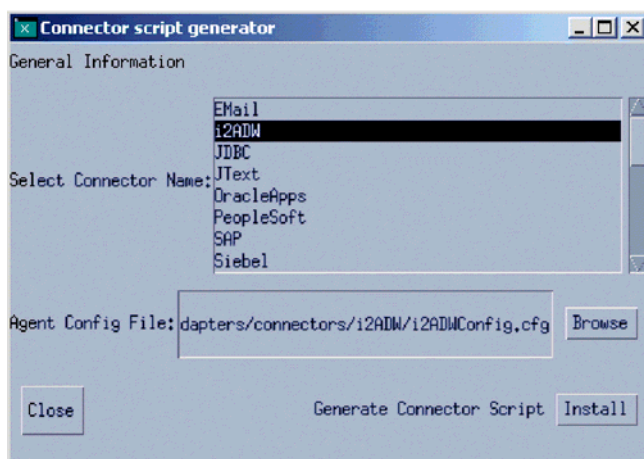 Connector script generator
General Information
Select Connector Name:
EMail
i2ADW
JDBC
JText
OracleApps
PeopleSoft
SAP
Siebel
Agent Config File: dapters/connectors/i2ADW/i2ADWConfig.cfg Browse
Close Generate Connector Script Install